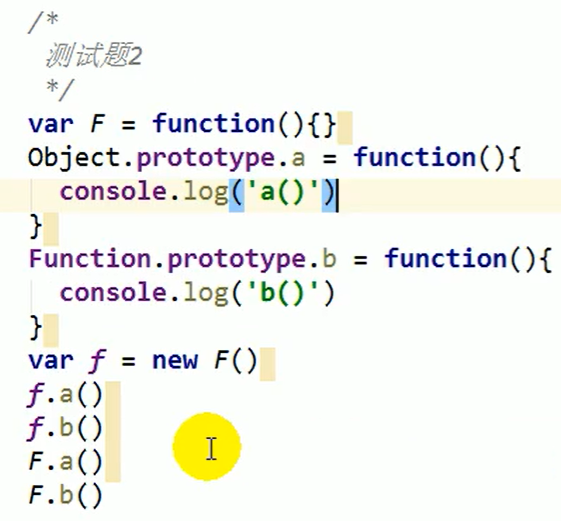 /*
测试题2
*/
var F = function(){}
Object.prototype.a = function(){
console.log('a()')
}
Function.prototype.b = function(){
console.log('b()')
}
var f = new F()
f.a()
f.b()
F.a()
F.b()